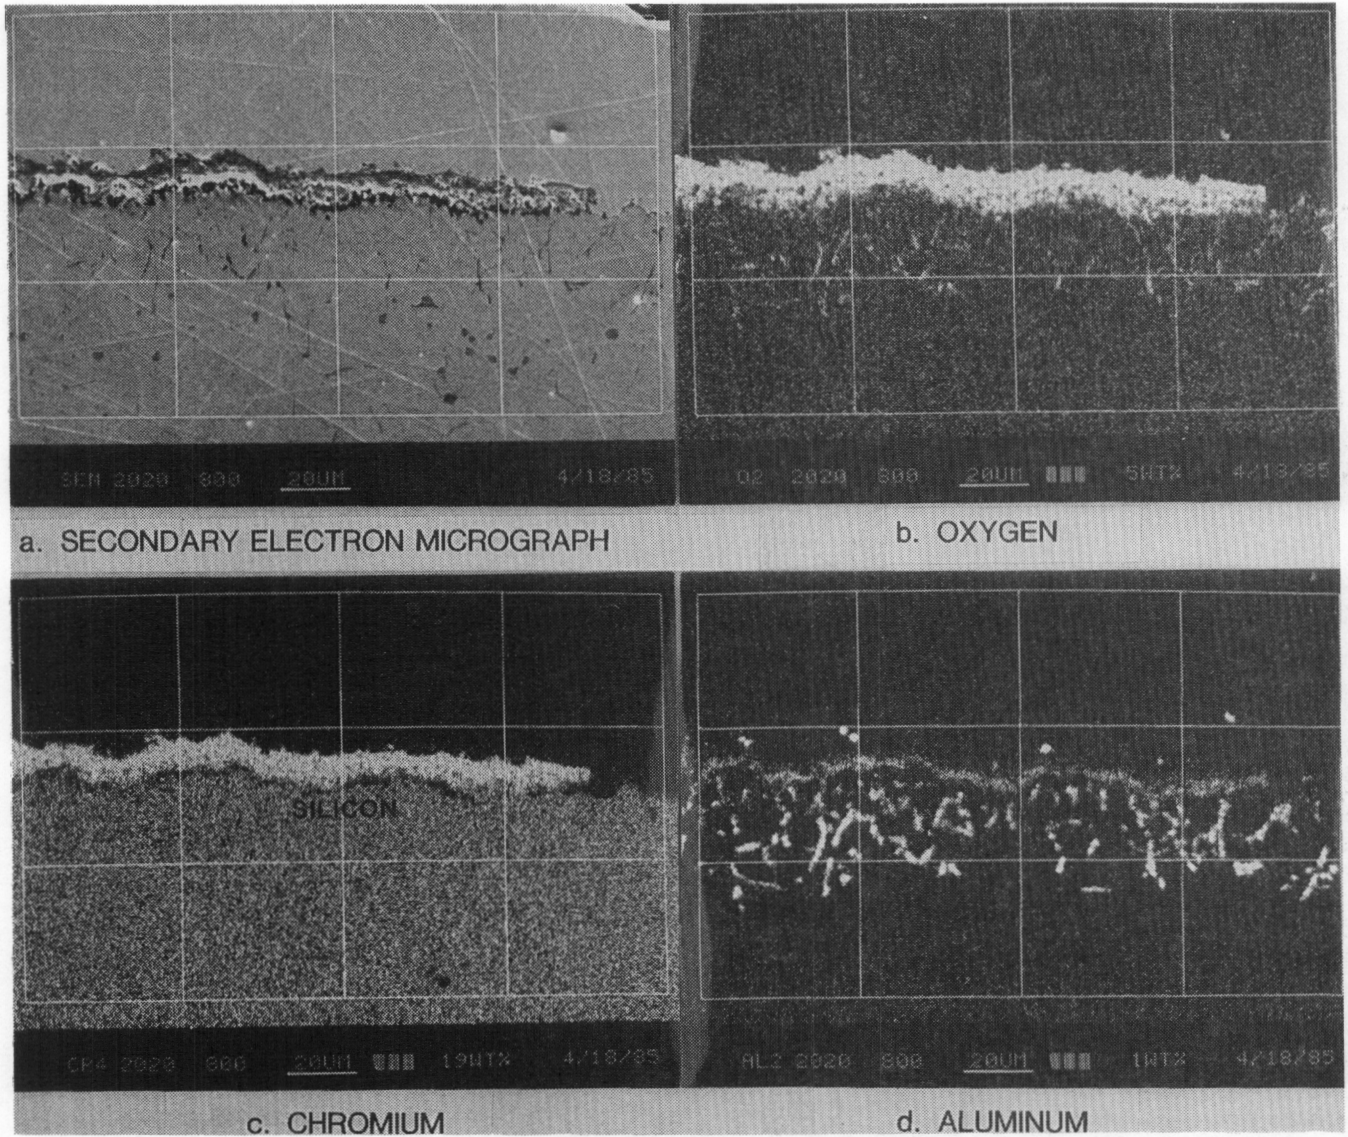 SEM 2020 800 20UM 4/18/85
O2 2020 800 20UM 5WT% 4/18/85
a. SECONDARY ELECTRON MICROGRAPH
b. OXYGEN
SILICON
CR4 2020 800 20UM 19WT% 4/18/85
AL2 2020 800 20UM 1WT% 4/18/85
c. CHROMIUM
d. ALUMINUM